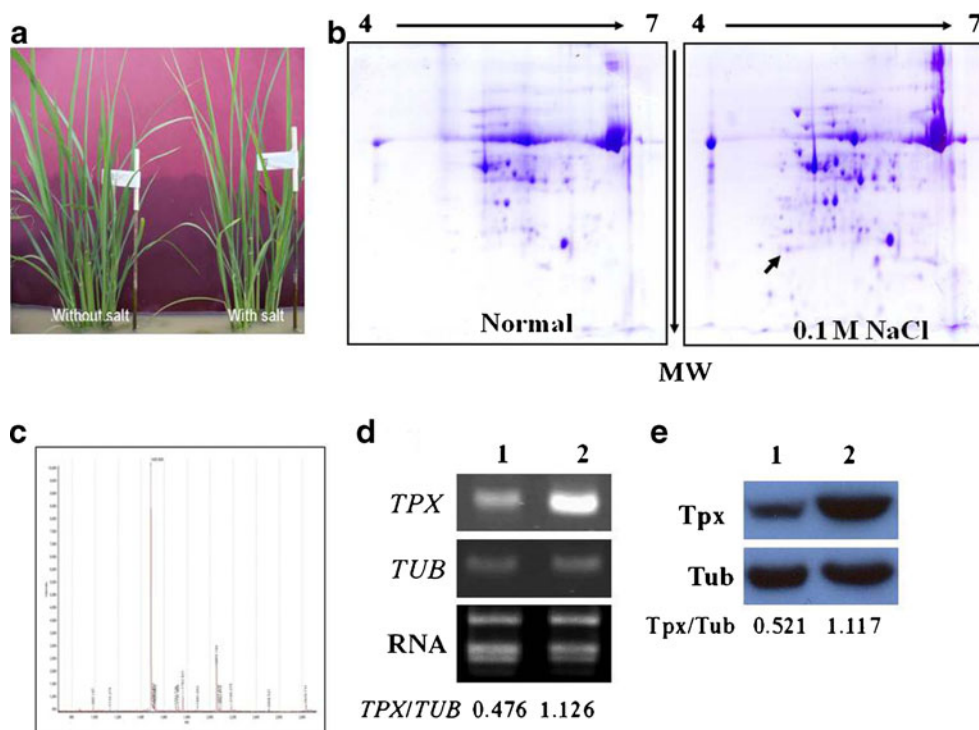 a
Without salt
With salt
b
4
7
4
7
Normal
0.1 M NaCl
MW
c
d
1
2
TPX
TUB
RNA
TPX/TUB 0.476 1.126
e
1
2
Tpx
Tub
Tpx/Tub 0.521 1.117